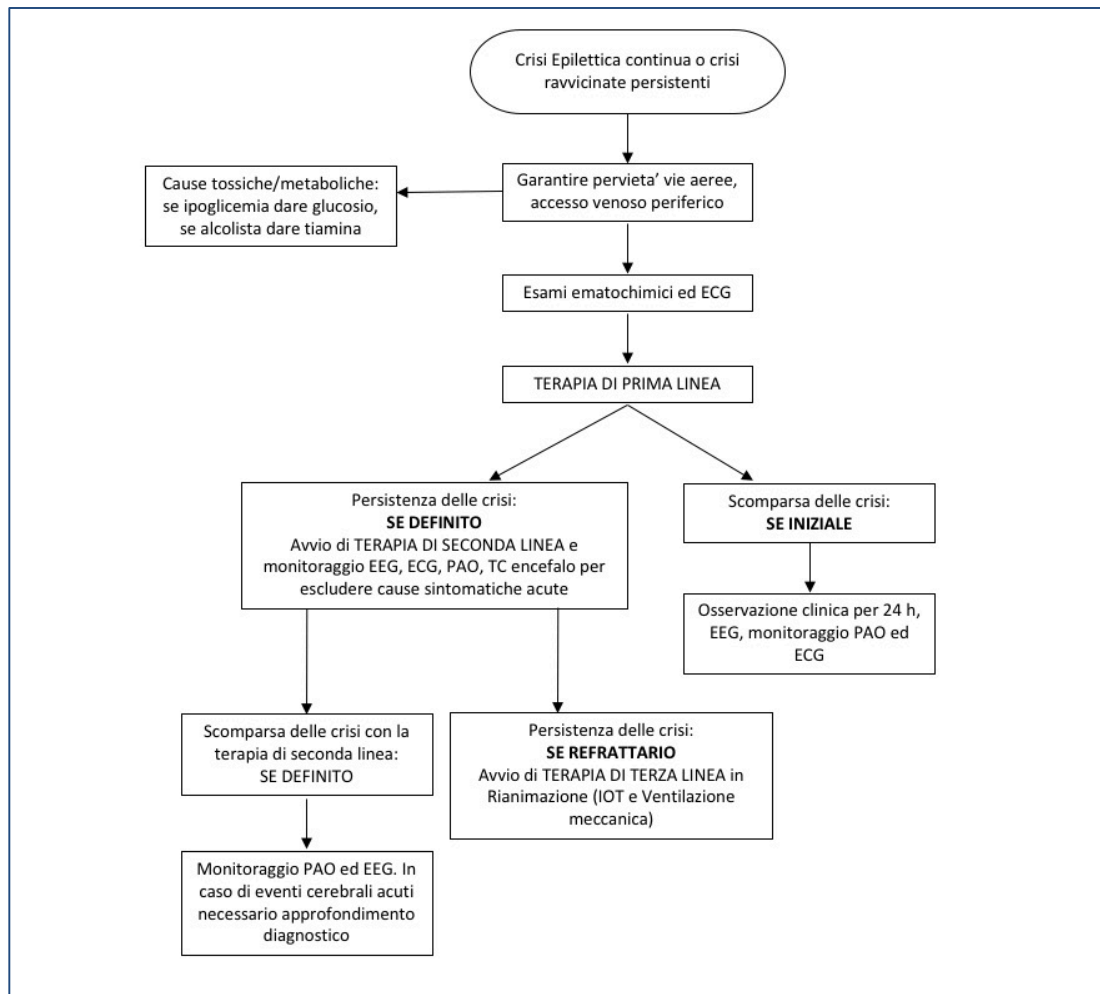 Crisi Epilettica continua o crisi
ravvicinate persistenti
Cause tossiche/metaboliche:
se ipoglicemia dare glucosio,
se alcolista dare tiamina
Garantire pervieta’ vie aeree,
accesso venoso periferico
Esami ematochimici ed ECG
TERAPIA DI PRIMA LINEA
Persistenza delle crisi:
SE DEFINITO
Avvio di TERAPIA DI SECONDA LINEA e
monitoraggio EEG, ECG, PAO, TC encefalo per
escludere cause sintomatiche acute
Scomparsa delle crisi:
SE INIZIALE
Osservazione clinica per 24 h,
EEG, monitoraggio PAO ed
ECG
Scomparsa delle crisi con la
terapia di seconda linea:
SE DEFINITO
Persistenza delle crisi:
SE REFRATTARIO
Avvio di TERAPIA DI TERZA LINEA in
Rianimazione (IOT e Ventilazione
meccanica)
Monitoraggio PAO ed EEG. In
caso di eventi cerebrali acuti
necessario approfondimento
diagnostico